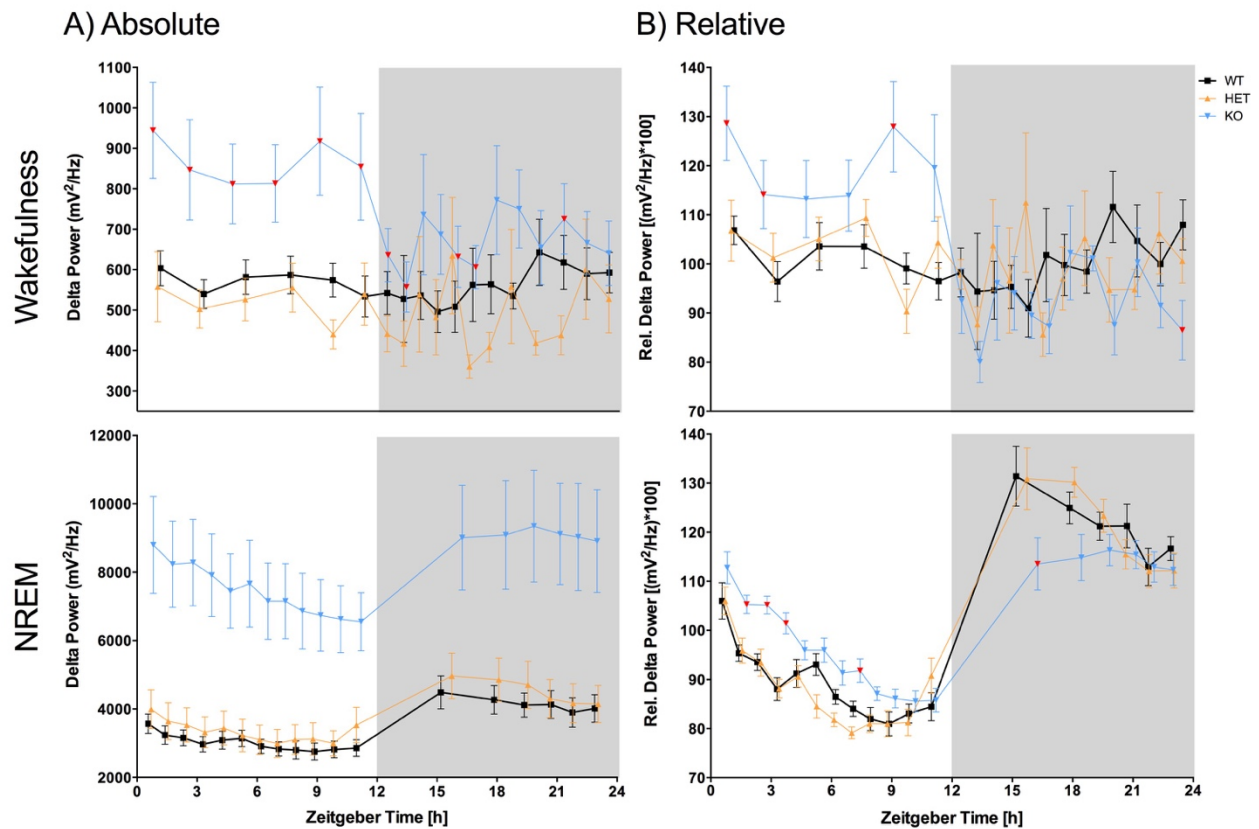 A) Absolute
B) Relative
Wakefulness
Delta Power (mV²/Hz)
1100
1000
900
800
700
600
500
400
300
Rel. Delta Power [(mV²/Hz)*100]
140
130
120
110
100
90
80
70
WT
HET
KO
NREM
Delta Power (mV²/Hz)
12000
10000
8000
6000
4000
2000
0 3 6 9 12 15 18 21 24
Zeitgeber Time [h]
Rel. Delta Power [(mV²/Hz)*100]
140
130
120
110
100
90
80
70
0 3 6 9 12 15 18 21 24
Zeitgeber Time [h]